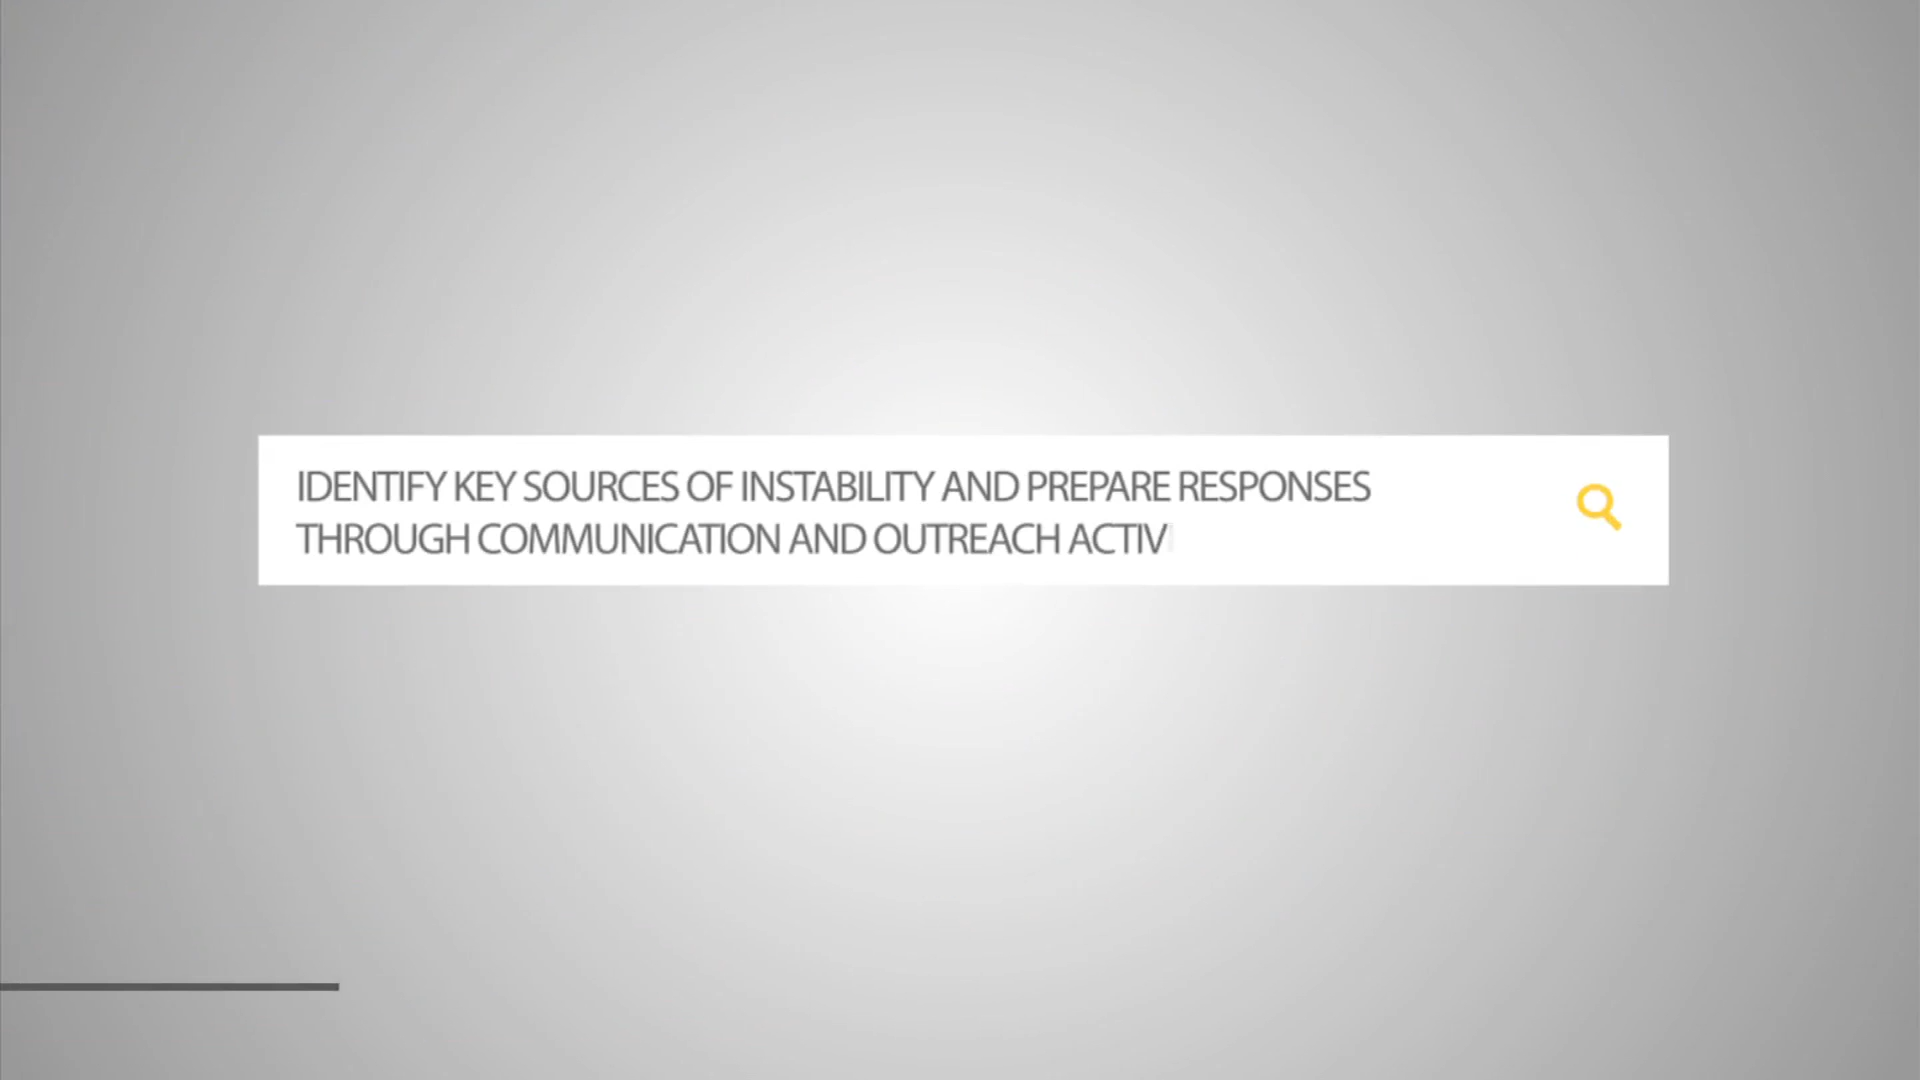 IDENTIFY KEY SOURCES OF INSTABILITY AND PREPARE RESPONSES
THROUGH COMMUNICATION AND OUTREACH ACTIV